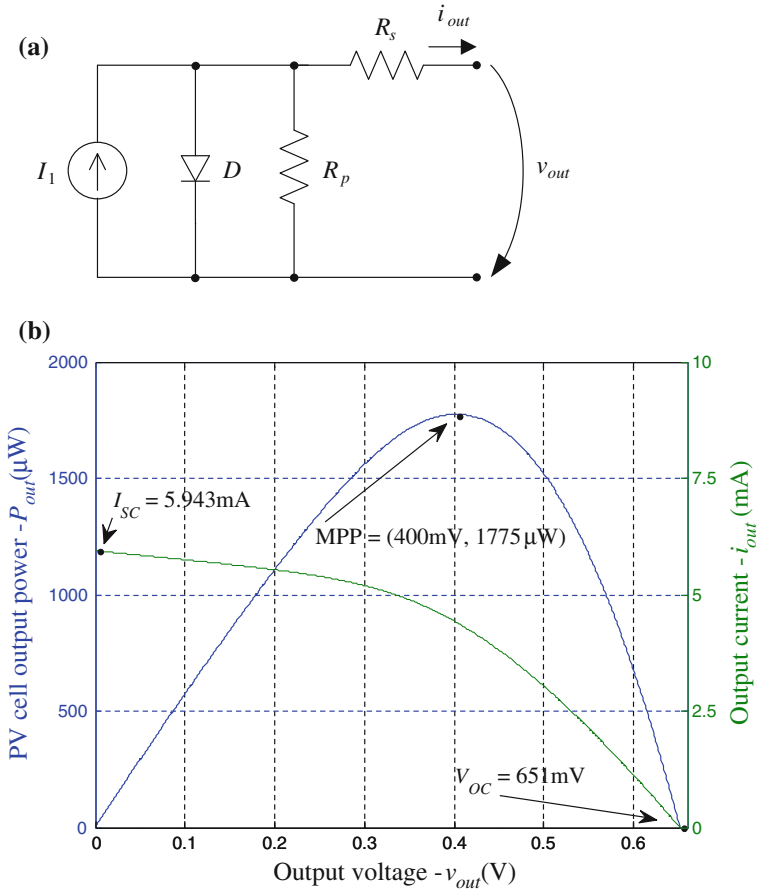 (a)
R_s
i_out
I_1
D
R_p
v_out
(b)
2000
1500
1000
500
0
PV cell output power -P_out(μW)
10
7.5
5
2.5
0
Output current - i_out (mA)
I_SC = 5.943mA
MPP = (400mV, 1775μW)
V_OC = 651mV
0 0.1 0.2 0.3 0.4 0.5 0.6
Output voltage -v_out(V)